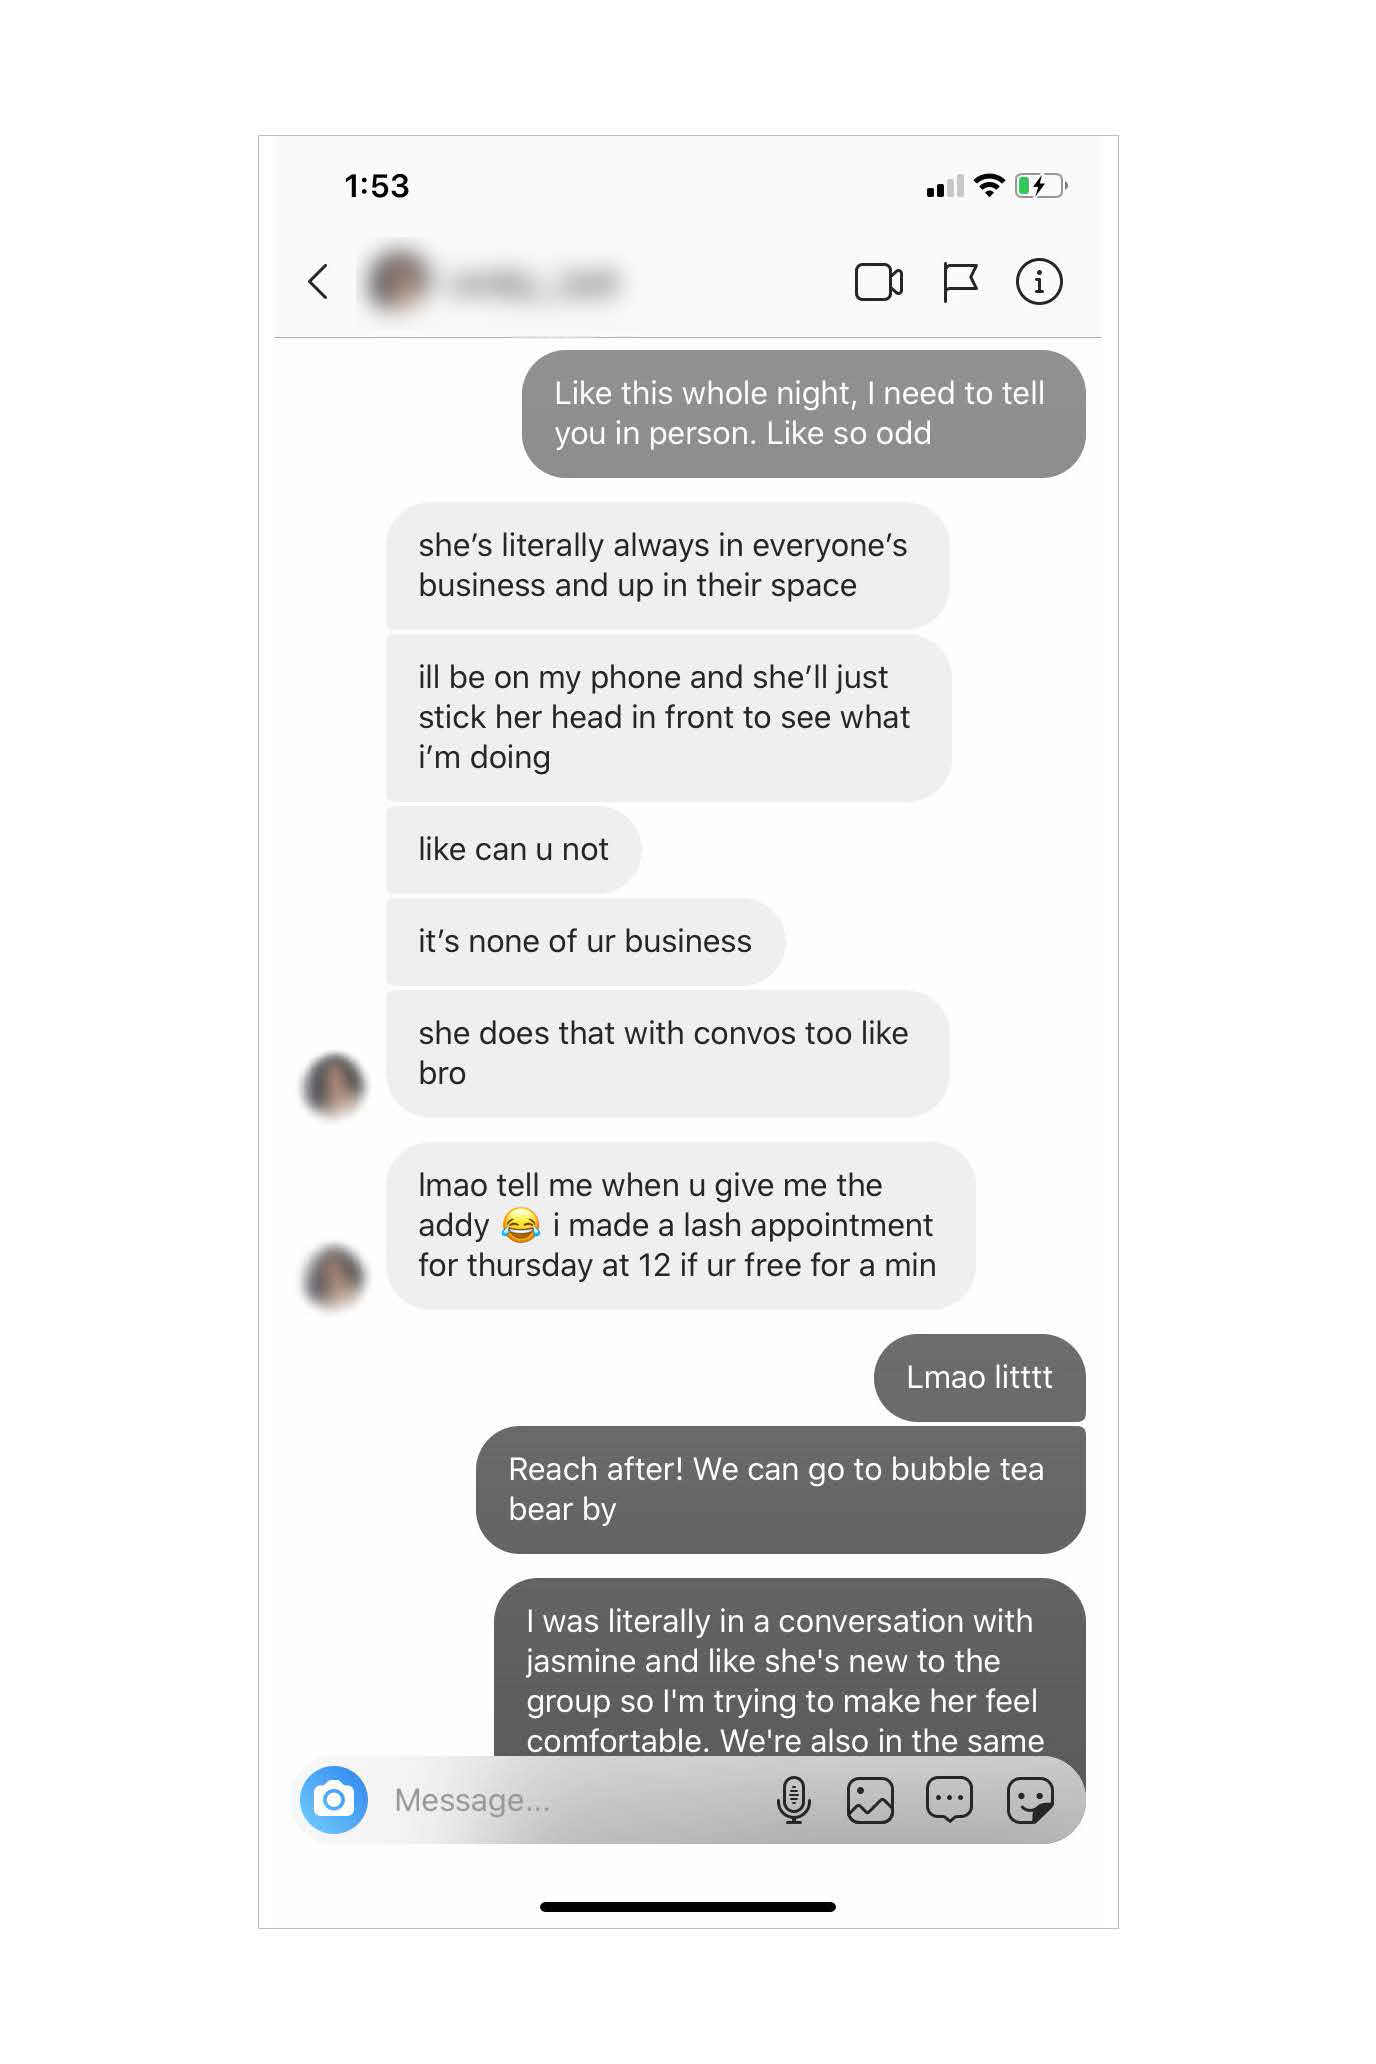 1:53
Like this whole night, I need to tell
you in person. Like so odd
she’s literally always in everyone’s
business and up in their space
ill be on my phone and she’ll just
stick her head in front to see what
i’m doing
like can u not
it’s none of ur business
she does that with convos too like
bro
lmao tell me when u give me the
addy 😂 i made a lash appointment
for thursday at 12 if ur free for a min
Lmao litttt
Reach after! We can go to bubble tea
bear by
I was literally in a conversation with
jasmine and like she's new to the
group so I'm trying to make her feel
comfortable. We're also in the same
Message...